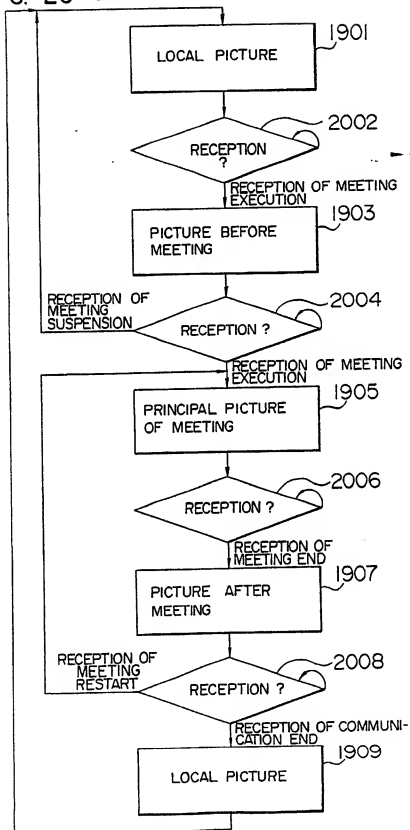 1901
LOCAL PICTURE
2002
RECEPTION
?
RECEPTION OF MEETING
EXECUTION
1903
PICTURE BEFORE
MEETING
RECEPTION OF
MEETING
SUSPENSION
2004
RECEPTION ?
RECEPTION OF MEETING
EXECUTION
1905
PRINCIPAL PICTURE
OF MEETING
2006
RECEPTION ?
RECEPTION OF
MEETING END
1907
PICTURE AFTER
MEETING
RECEPTION OF
MEETING
RESTART
2008
RECEPTION ?
RECEPTION OF COMMUNI-
CATION END
1909
LOCAL PICTURE